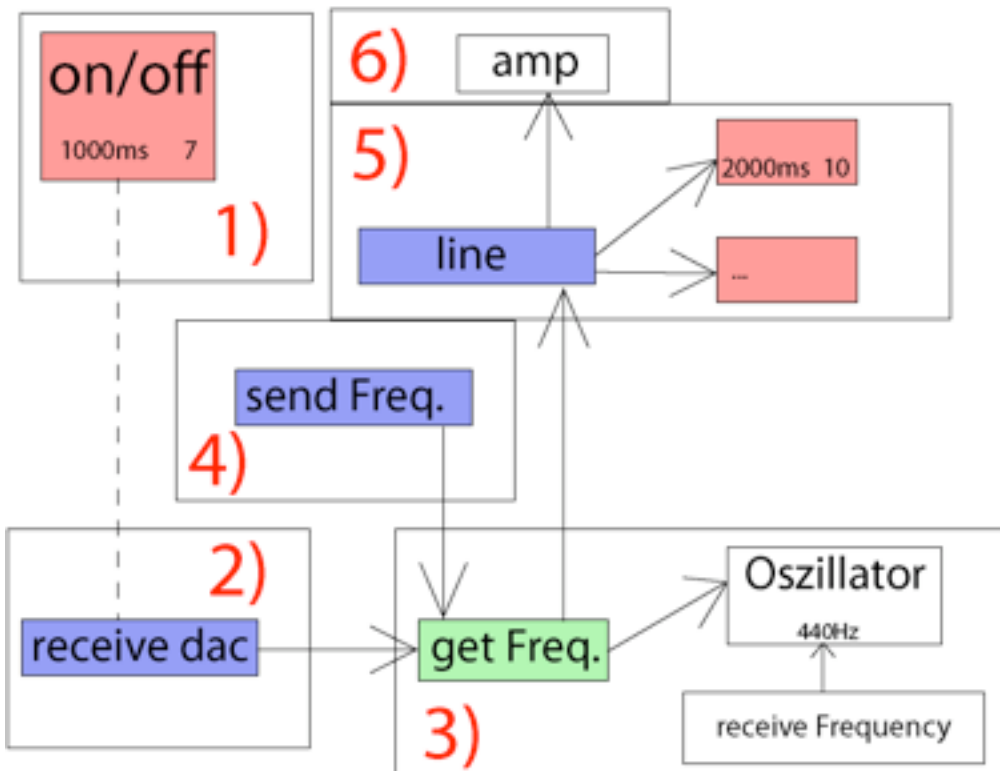 on/off
1000ms 7
1)
6)
amp
5)
2000ms 10
line
...
send Freq.
4)
2)
receive dac
get Freq.
3)
Oszillator
440Hz
receive Frequency